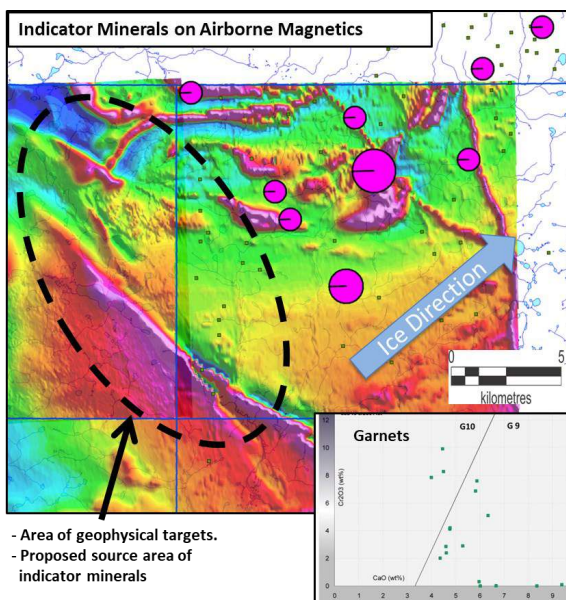 Indicator Minerals on Airborne Magnetics
Ice Direction
0 5
kilometres
Garnets
G10 G 9
12
10
8
6
4
2
0
Cr2O3 (wt%)
CaO (wt%)
0 1 2 3 4 5 6 7 8 9
- Area of geophysical targets.
- Proposed source area of
indicator minerals